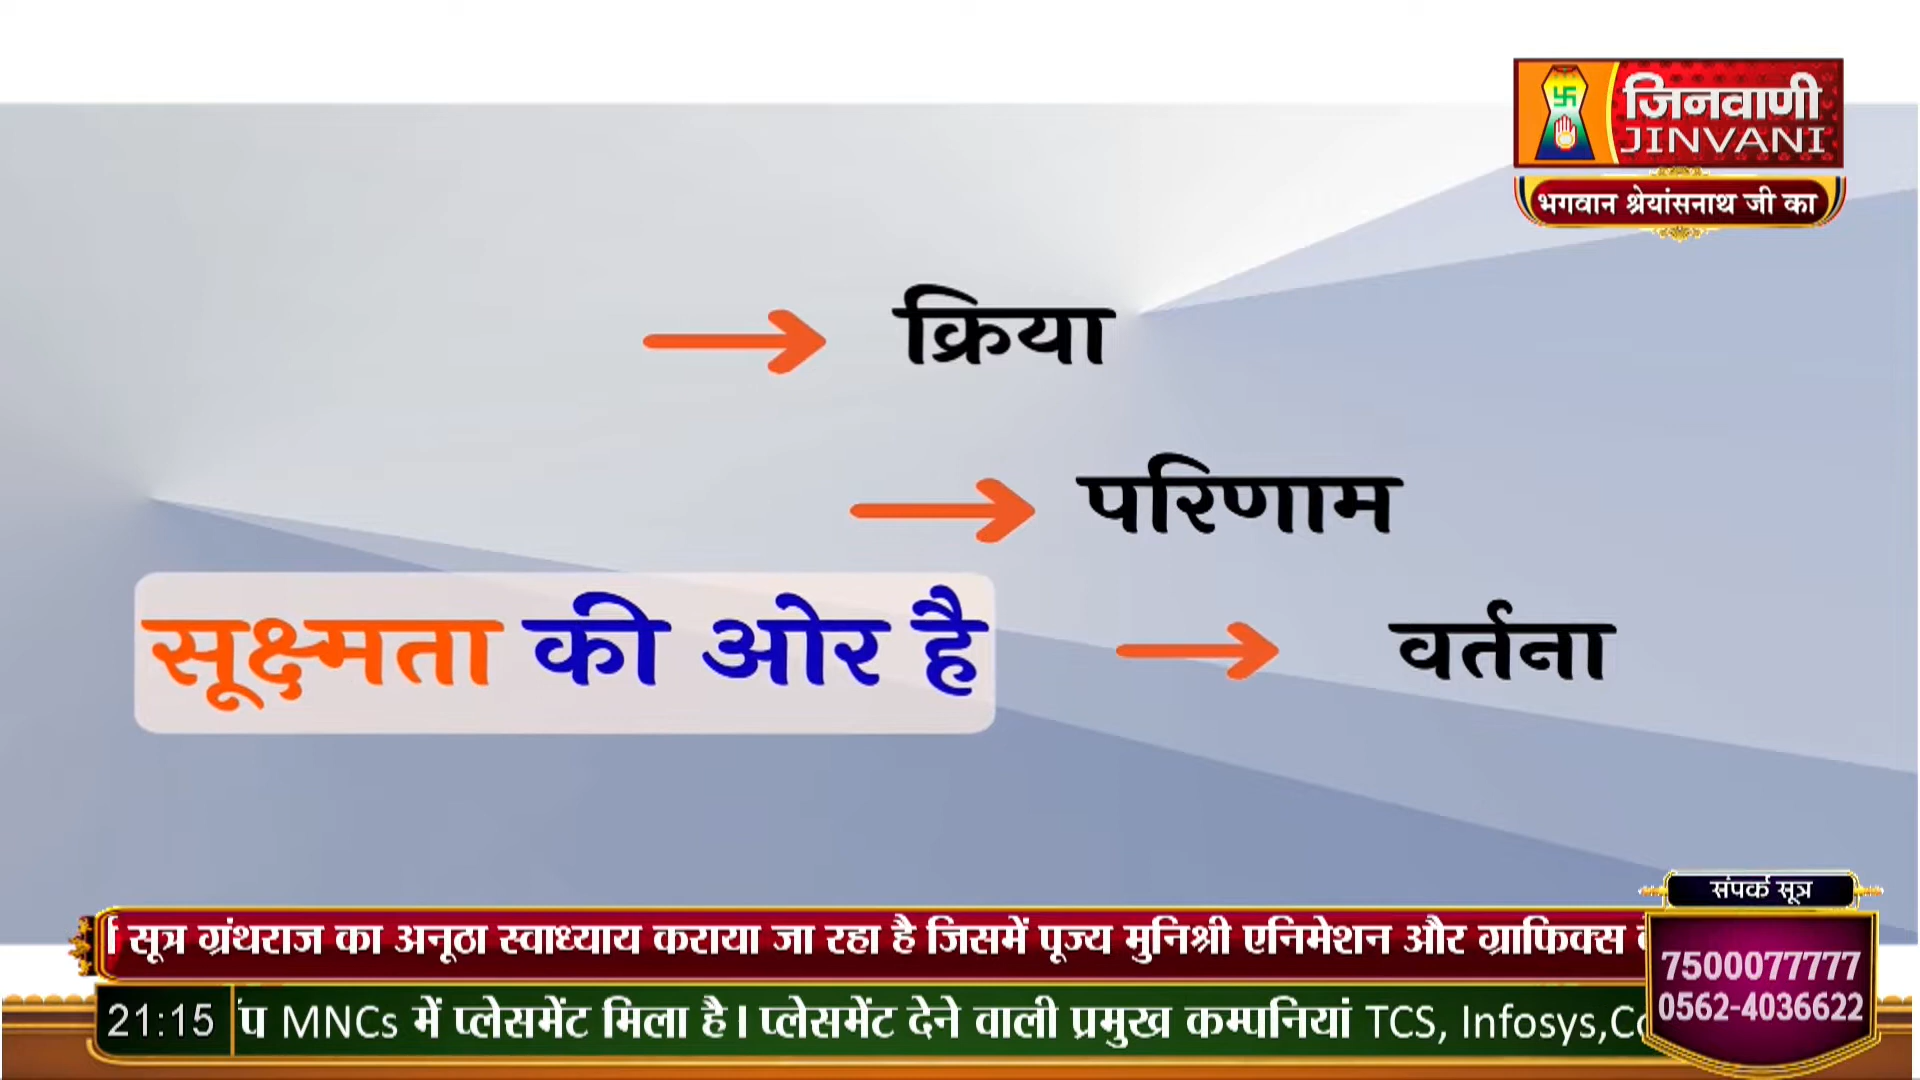 जिनवाणी
JINVANI
भगवान श्रेयांसनाथ जी का
क्रिया
परिणाम
सूक्ष्मता की ओर है
वर्तना
संपर्क सूत्र
सूत्र ग्रंथराज का अनूठा स्वाध्याय कराया जा रहा है जिसमें पूज्य मुनिश्री एनिमेशन और ग्राफिक्स
7500077777
0562-4036622
21:15
MNCs में प्लेसमेंट मिला है। प्लेसमेंट देने वाली प्रमुख कम्पनियां TCS, Infosys,